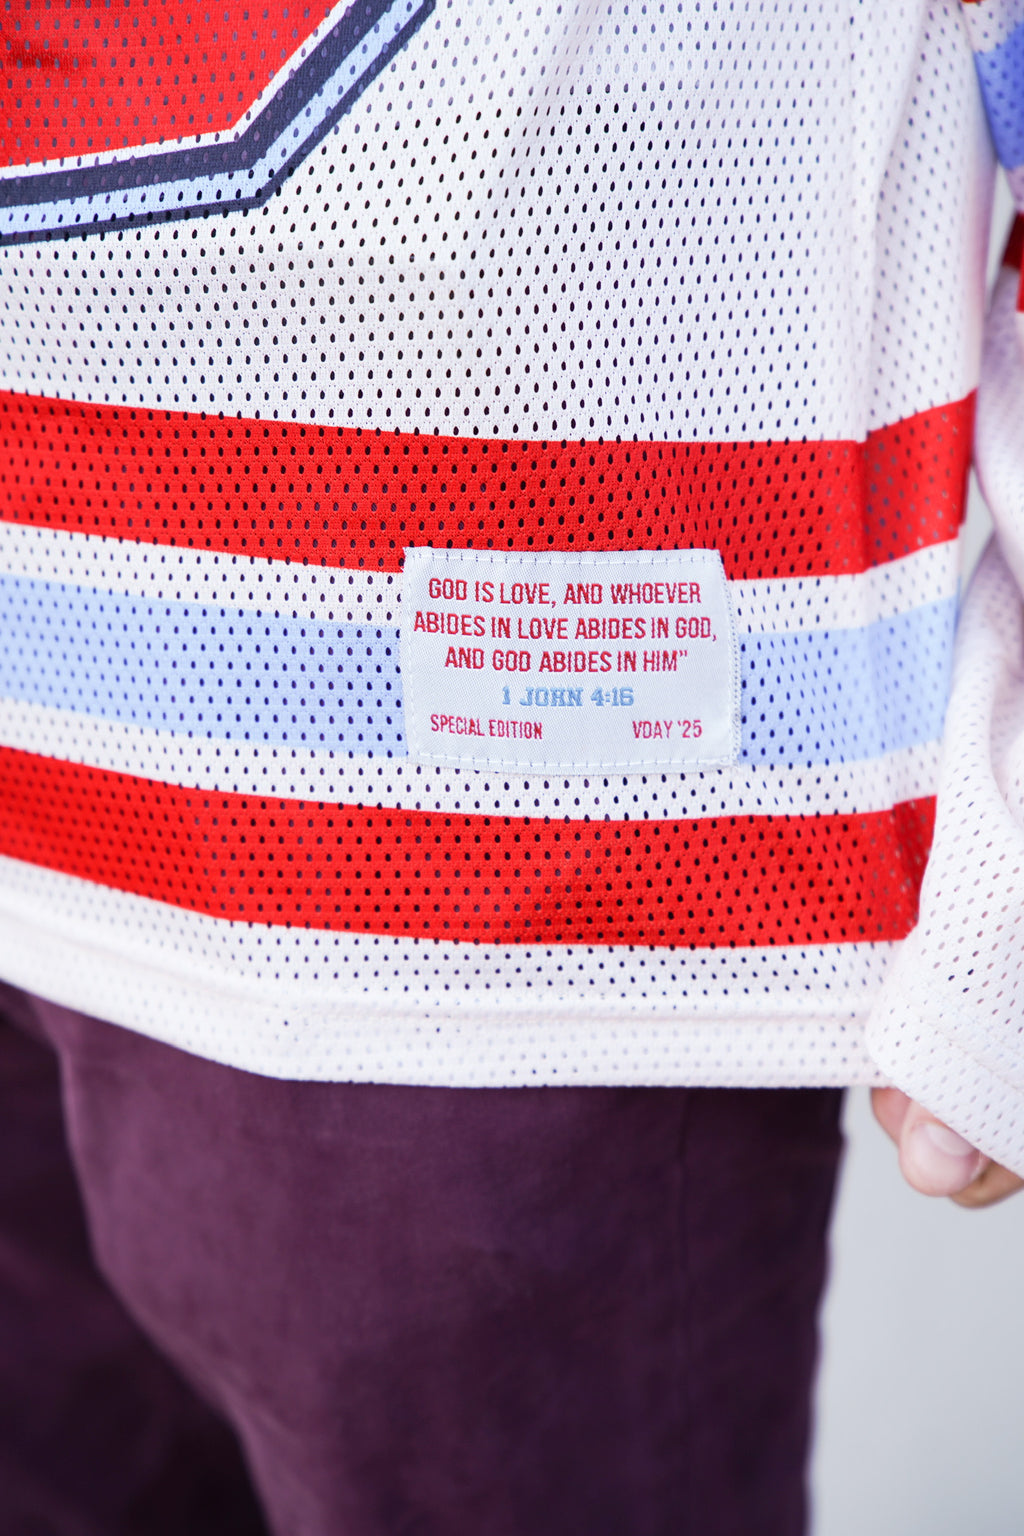 GOD IS LOVE, AND WHOEVER
ABIDES IN LOVE ABIDES IN GOD,
AND GOD ABIDES IN HIM”
1 JOHN 4:16
SPECIAL EDITION VDAY '25